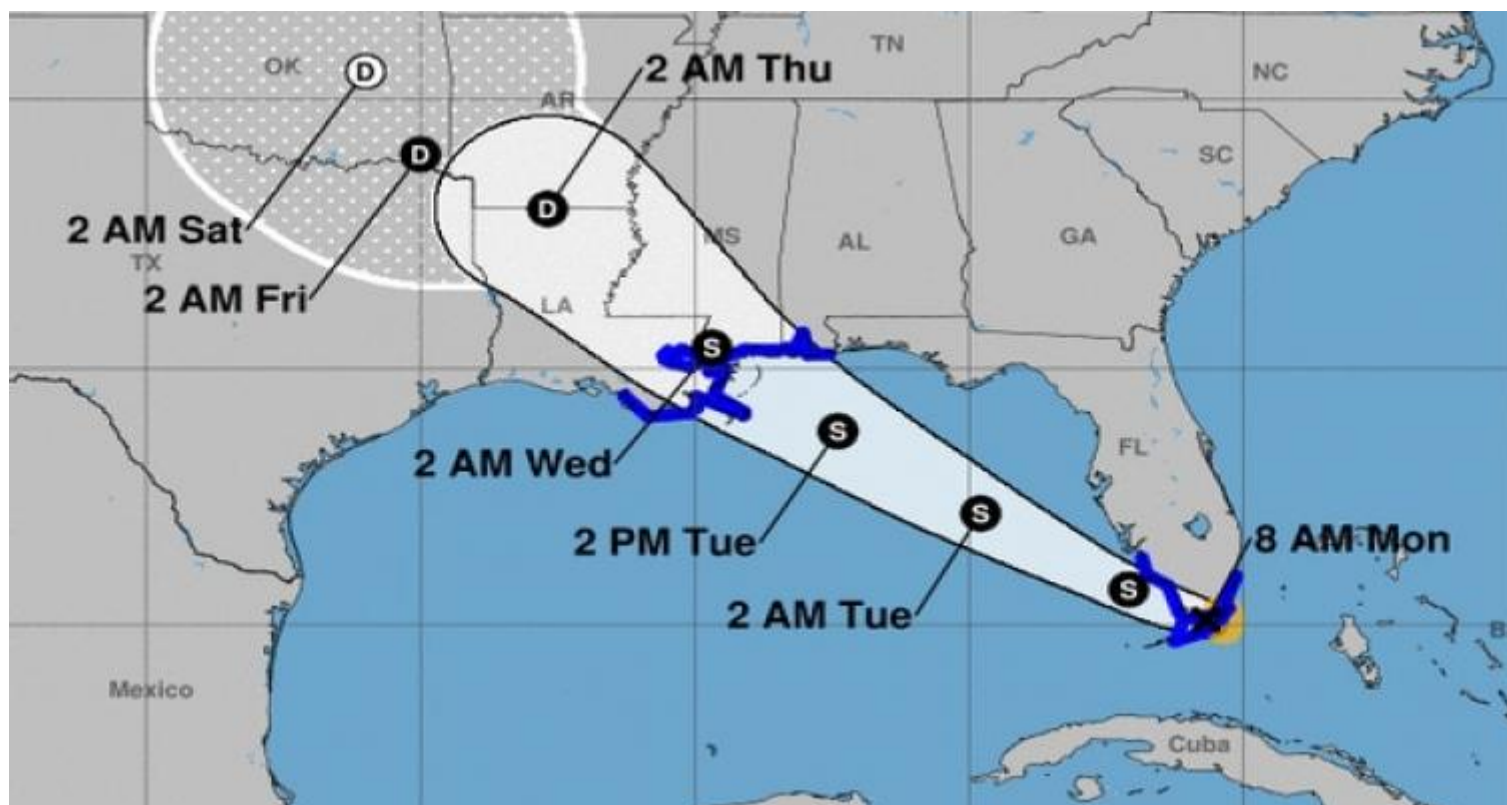 TN
2 AM Thu
OK
D
NC
AR
D
SC
2 AM Sat
D
MS
AL
GA
TX
2 AM Fri
LA
S
S
FL
2 AM Wed
S
2 PM Tue
8 AM Mon
S
2 AM Tue
B
Mexico
Cuba